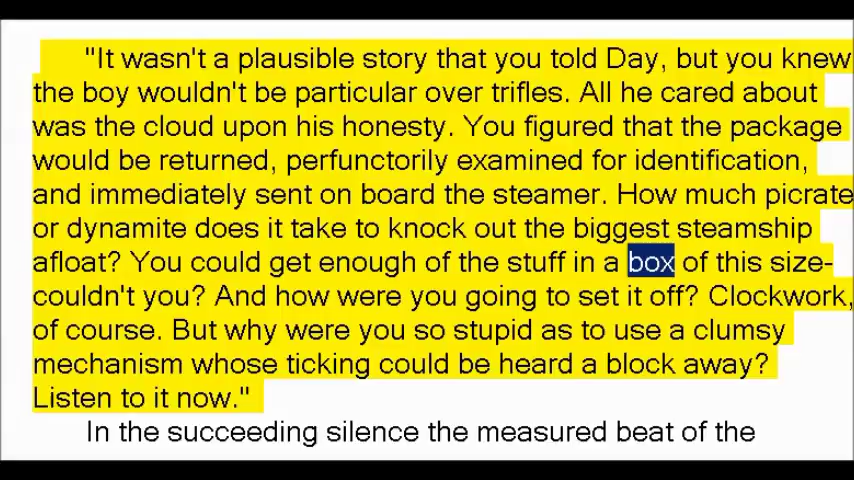 "It wasn't a plausible story that you told Day, but you knew
the boy wouldn't be particular over trifles. All he cared about
was the cloud upon his honesty. You figured that the package
would be returned, perfunctorily examined for identification,
and immediately sent on board the steamer. How much picrate
or dynamite does it take to knock out the biggest steamship
afloat? You could get enough of the stuff in a box of this size-
couldn't you? And how were you going to set it off? Clockwork,
of course. But why were you so stupid as to use a clumsy
mechanism whose ticking could be heard a block away?
Listen to it now."
In the succeeding silence the measured beat of the